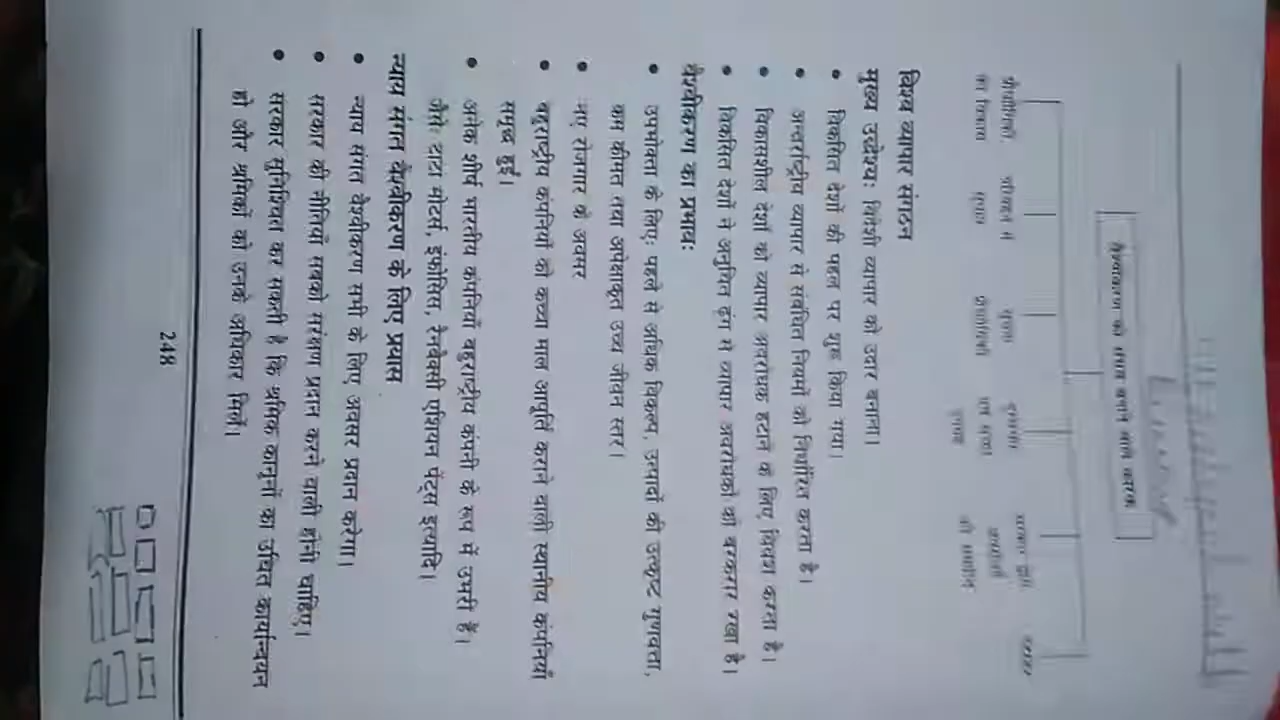 वैश्वीकरण को संभव बनाने वाले कारक
प्रौद्योगिकी का विकास
परिवहन में सुधार
सूचना प्रौद्योगिकी
विश्व व्यापार संगठन
मुख्य उद्देश्य: विदेशी व्यापार को उदार बनाना।
• विकसित देशों की पहल पर शुरू किया गया।
• अन्तर्राष्ट्रीय व्यापार से संबंधित नियमों को निर्धारित करता है।
• विकासशील देशों को व्यापार अवरोधक हटाने के लिए विवश करता है।
• विकसित देशों ने अनुचित ढंग से व्यापार अवरोधकों को बरकरार रखा है।
वैश्वीकरण का प्रभाव:
• उपभोक्ता के लिए: पहले से अधिक विकल्प, उत्पादों की उत्कृष्ट गुणवत्ता,
कम कीमत तथा अपेक्षाकृत उच्च जीवन स्तर।
• नए रोजगार के अवसर
• बहुराष्ट्रीय कंपनियों को कच्चा माल आपूर्ति कराने वाली स्थानीय कंपनियाँ
समृद्ध हुईं।
• अनेक शीर्ष भारतीय कंपनियाँ बहुराष्ट्रीय कंपनी के रूप में उभरी हैं।
जैसे: टाटा मोटर्स, इंफोसिस, रेनबेक्सी एशियन पेंट्स इत्यादि।
न्याय संगत वैश्वीकरण के लिए प्रयास
• न्याय संगत वैश्वीकरण सभी के लिए अवसर प्रदान करेगा।
• सरकार की नीतियाँ सबको संरक्षण प्रदान करने वाली होनी चाहिए।
• सरकार सुनिश्चित कर सकती है कि श्रमिक कानूनों का उचित कार्यान्वयन
हो और श्रमिकों को उनके अधिकार मिलें।
248